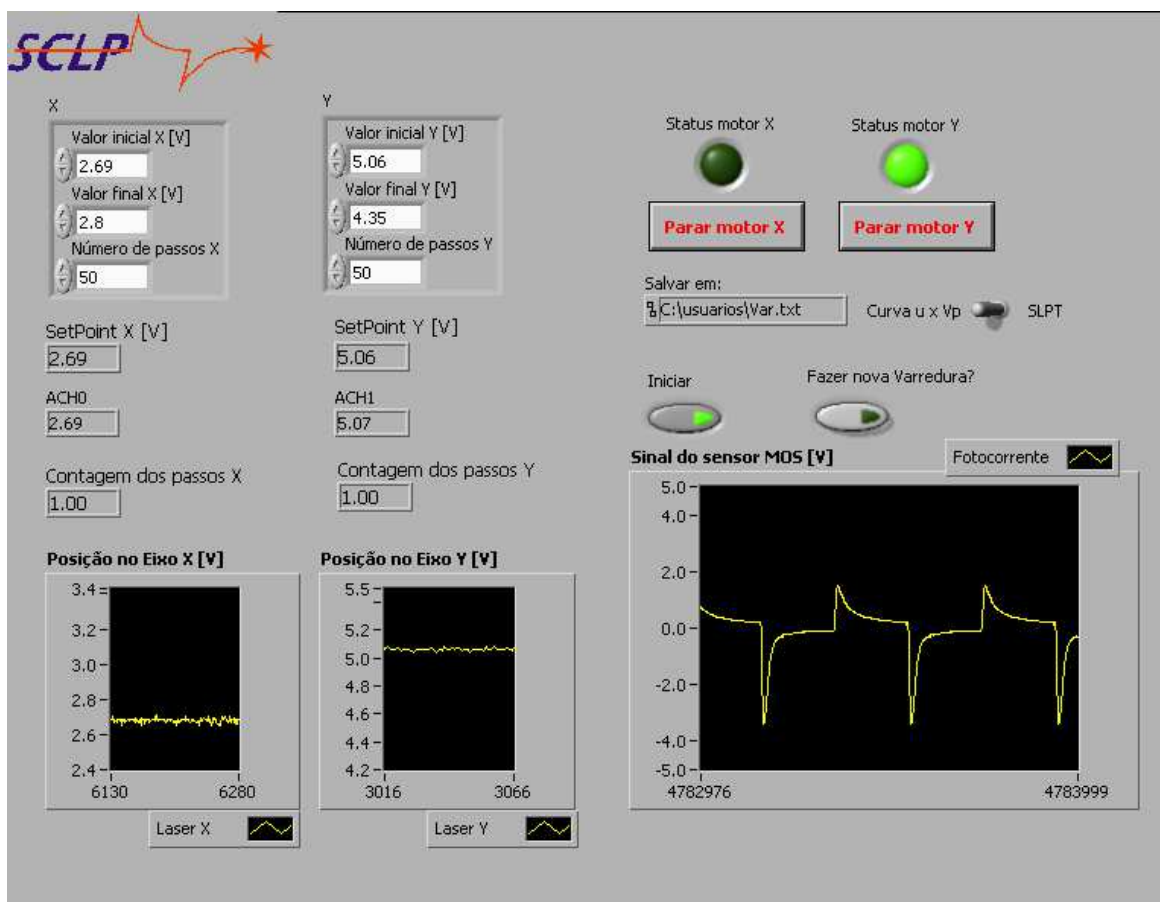 SCLP
X
Valor inicial X [V]
2.69
Valor final X [V]
2.8
Número de passos X
50
SetPoint X [V]
2.69
ACH0
2.69
Contagem dos passos X
1.00
Y
Valor inicial Y [V]
5.06
Valor final Y [V]
4.35
Número de passos Y
50
SetPoint Y [V]
5.06
ACH1
5.07
Contagem dos passos Y
1.00
Status motor X
Status motor Y
Parar motor X
Parar motor Y
Salvar em:
C:\usuarios\Var.txt
Curva u x Vp
SLPT
Iniciar
Fazer nova Varredura?
Posição no Eixo X [V]
3.4
3.2
3.0
2.8
2.6
2.4
6130
6280
Laser X
Posição no Eixo Y [V]
5.5
5.2
5.0
4.8
4.6
4.4
4.2
3016
3066
Laser Y
Sinal do sensor MOS [V]
Fotocorrente
5.0
4.0
2.0
0.0
-2.0
-4.0
-5.0
4782976
4783999